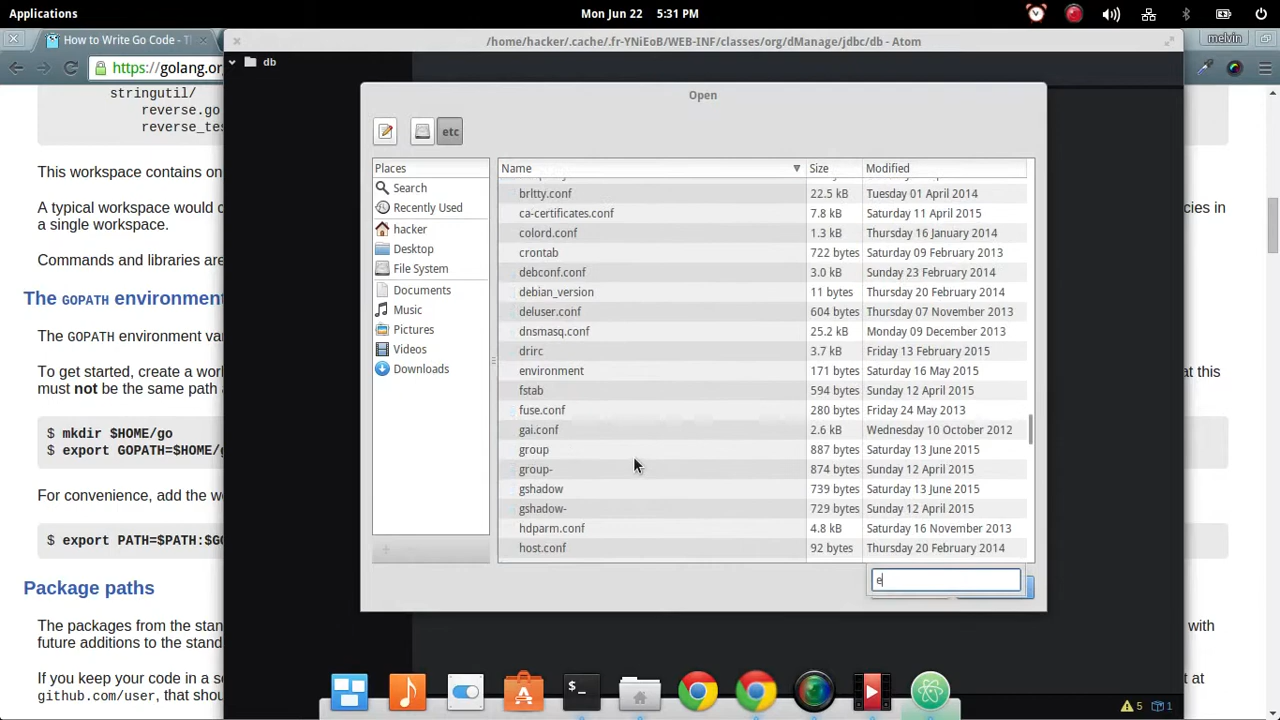 Applications
Mon Jun 22 5:31 PM
How to Write Go Code - T
/home/hacker/.cache/.fr-YNiEoB/WEB-INF/classes/org/dManage/jdbc/db - Atom
melvin
https://golang.or
db
Open
etc
stringutil/
reverse.go
reverse_te
This workspace contains on
A typical workspace would c
cies in
a single workspace.
Commands and libraries are
The GOPATH environment
The GOPATH environment var
To get started, create a wor
at this
must not be the same path a
$ mkdir $HOME/go
$ export GOPATH=$HOME/g
For convenience, add the w
$ export PATH=$PATH:$G
Package paths
The packages from the stan
with
future additions to the stand
If you keep your code in a s
at
github.com/user, that shou
Places
Search
Recently Used
hacker
Desktop
File System
Documents
Music
Pictures
Videos
Downloads
Name Size Modified
brltty.conf 22.5 kB Tuesday 01 April 2014
ca-certificates.conf 7.8 kB Saturday 11 April 2015
colord.conf 1.3 kB Thursday 16 January 2014
crontab 722 bytes Saturday 09 February 2013
debconf.conf 3.0 kB Sunday 23 February 2014
debian_version 11 bytes Thursday 20 February 2014
deluser.conf 604 bytes Thursday 07 November 2013
dnsmasq.conf 25.2 kB Monday 09 December 2013
drirc 3.7 kB Friday 13 February 2015
environment 171 bytes Saturday 16 May 2015
fstab 594 bytes Sunday 12 April 2015
fuse.conf 280 bytes Friday 24 May 2013
gai.conf 2.6 kB Wednesday 10 October 2012
group 887 bytes Saturday 13 June 2015
group- 874 bytes Sunday 12 April 2015
gshadow 739 bytes Saturday 13 June 2015
gshadow- 729 bytes Sunday 12 April 2015
hdparm.conf 4.8 kB Saturday 16 November 2013
host.conf 92 bytes Thursday 20 February 2014
e
5
1